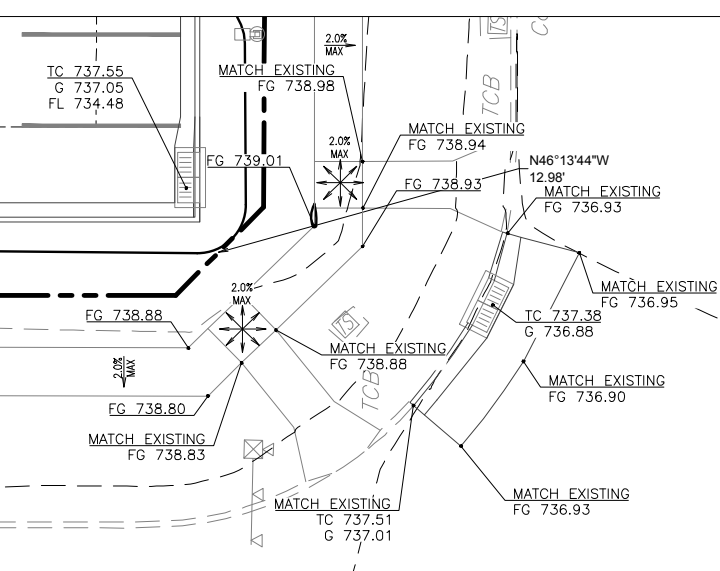 2.0%
MAX
TC 737.55
G 737.05
FL 734.48
MATCH EXISTING
FG 738.98
TCB
MATCH EXISTING
FG 738.94
2.0%
MAX
FG 739.01
N46°13'44"W
12.98'
FG 738.93
MATCH EXISTING
FG 736.93
2.0%
MAX
MATCH EXISTING
FG 736.95
FG 738.88
TC 737.38
G 736.88
TS
MATCH EXISTING
FG 738.88
2.0%
MAX
MATCH EXISTING
FG 736.90
TCB
FG 738.80
MATCH EXISTING
FG 738.83
MATCH EXISTING
TC 737.51
G 737.01
MATCH EXISTING
FG 736.93